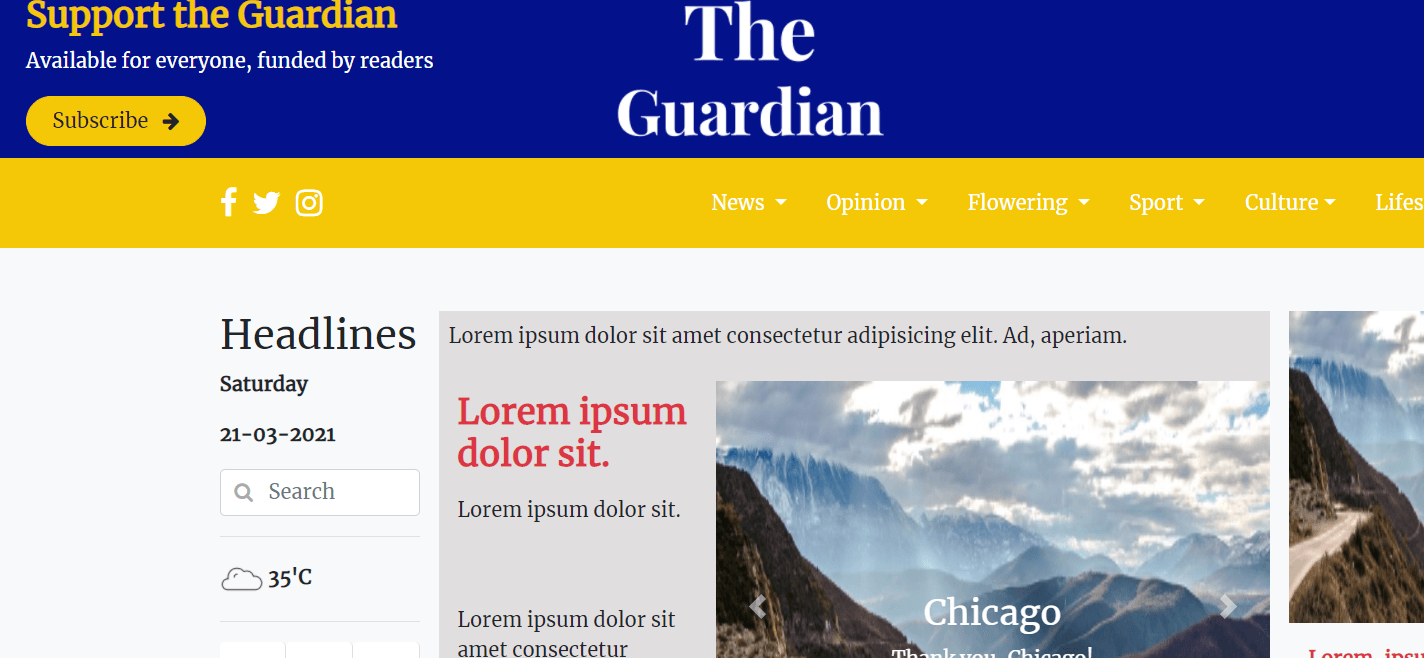 Support the Guardian
Available for everyone, funded by readers
Subscribe
The
Guardian
News
Opinion
Flowering
Sport
Culture
Lifes
Headlines
Saturday
21-03-2021
Search
35'C
Lorem ipsum dolor sit amet consectetur adipisicing elit. Ad, aperiam.
Lorem ipsum
dolor sit.
Lorem ipsum dolor sit.
Lorem ipsum dolor sit
amet consectetur
Chicago
Thank you, Chicago!
Lorem, ipsu